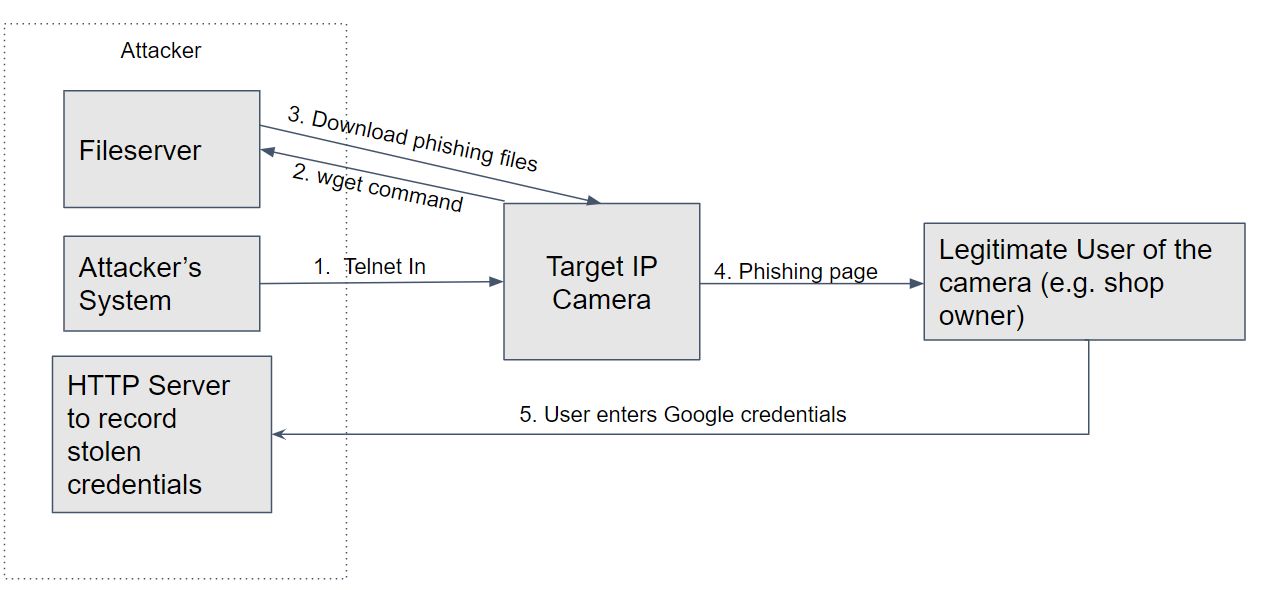 Attacker
Fileserver
3. Download phishing files
2. wget command
Attacker’s
System
1. Telnet In
Target IP
Camera
4. Phishing page
Legitimate User of the
camera (e.g. shop
owner)
HTTP Server
to record
stolen
credentials
5. User enters Google credentials